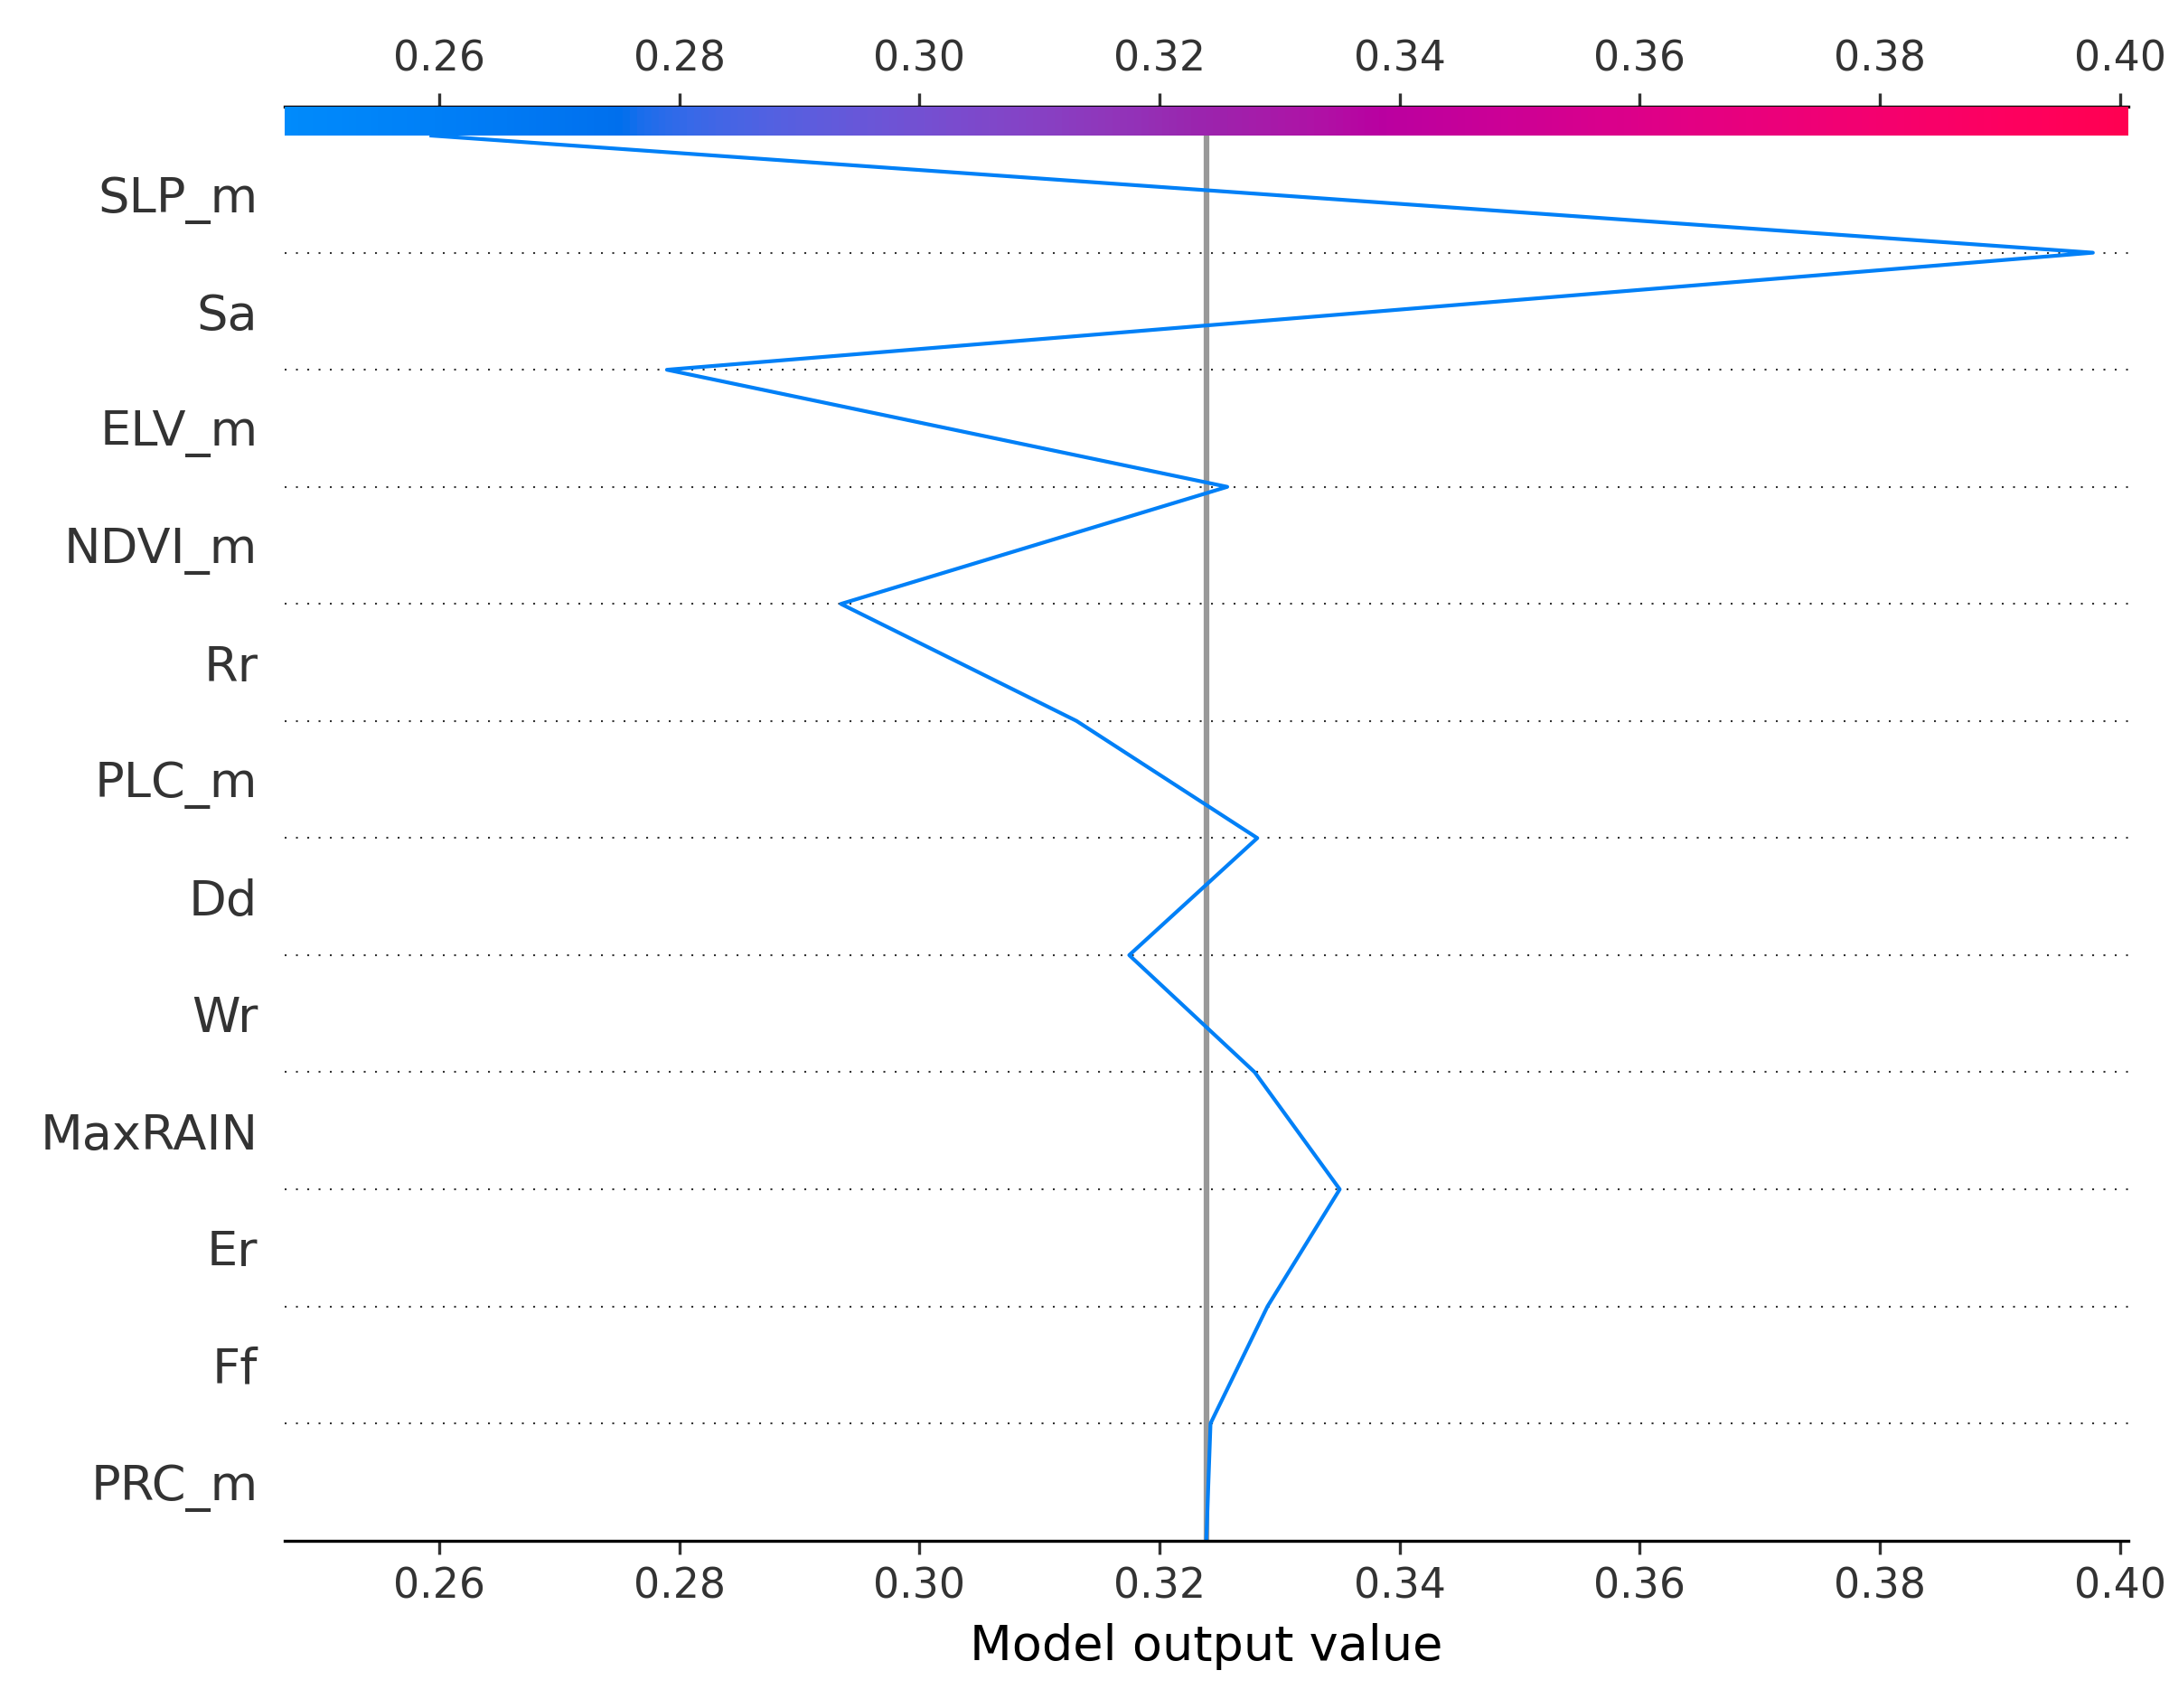 0.26 0.28 0.30 0.32 0.34 0.36 0.38 0.40
SLP_m
Sa
ELV_m
NDVI_m
Rr
PLC_m
Dd
Wr
MaxRAIN
Er
Ff
PRC_m
0.26 0.28 0.30 0.32 0.34 0.36 0.38 0.40
Model output value